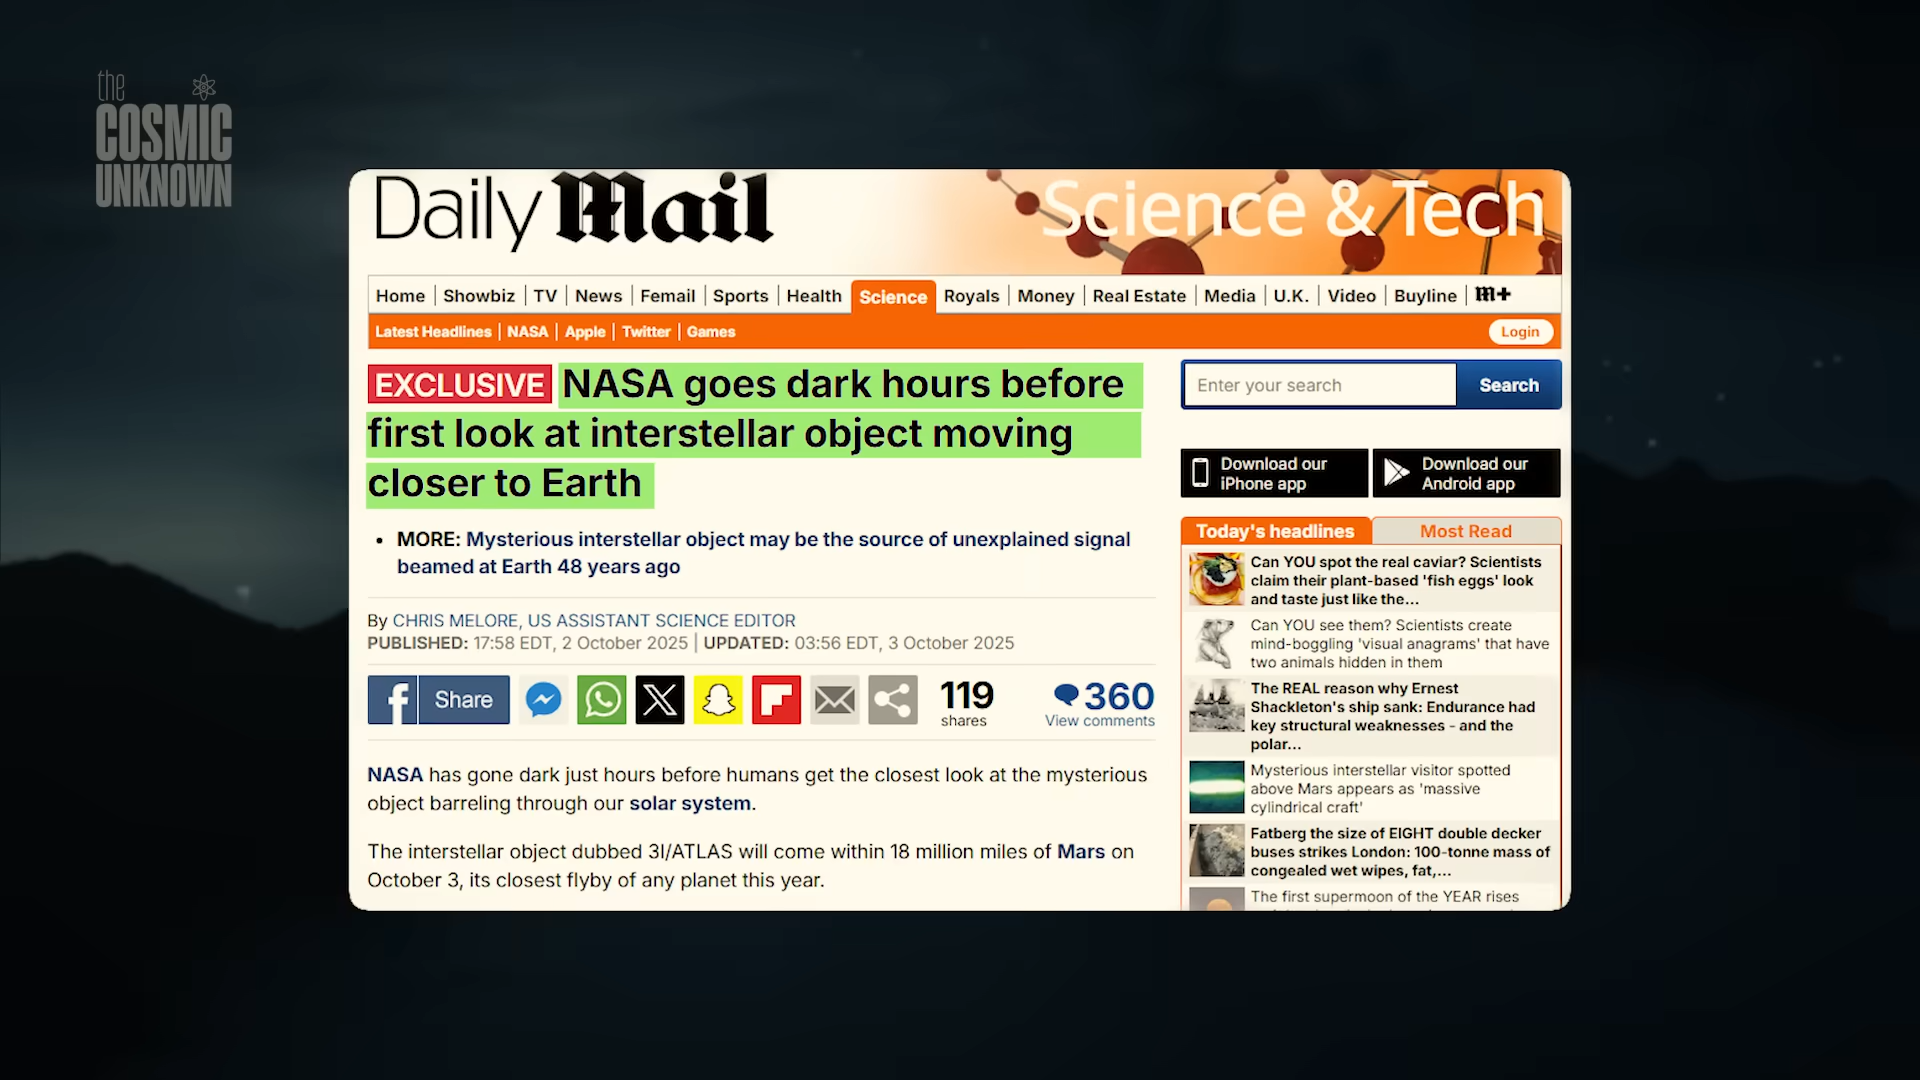 the
COSMIC
UNKNOWN
Daily Mail
Science & Tech
Home Showbiz TV News Femail Sports Health Science Royals Money Real Estate Media U.K. Video Buyline m+
Latest Headlines NASA Apple Twitter Games
Login
EXCLUSIVE NASA goes dark hours before
first look at interstellar object moving
closer to Earth
• MORE: Mysterious interstellar object may be the source of unexplained signal
beamed at Earth 48 years ago
By CHRIS MELORE, US ASSISTANT SCIENCE EDITOR
PUBLISHED: 17:58 EDT, 2 October 2025 | UPDATED: 03:56 EDT, 3 October 2025
f Share
119
shares
360
View comments
NASA has gone dark just hours before humans get the closest look at the mysterious
object barreling through our solar system.
The interstellar object dubbed 3I/ATLAS will come within 18 million miles of Mars on
October 3, its closest flyby of any planet this year.
Enter your search
Search
Download our
iPhone app
Download our
Android app
Today's headlines
Most Read
Can YOU spot the real caviar? Scientists
claim their plant-based 'fish eggs' look
and taste just like the...
Can YOU see them? Scientists create
mind-boggling 'visual anagrams' that have
two animals hidden in them
The REAL reason why Ernest
Shackleton's ship sank: Endurance had
key structural weaknesses - and the
polar...
Mysterious interstellar visitor spotted
above Mars appears as 'massive
cylindrical craft'
Fatberg the size of EIGHT double decker
buses strikes London: 100-tonne mass of
congealed wet wipes, fat,...
The first supermoon of the YEAR rises